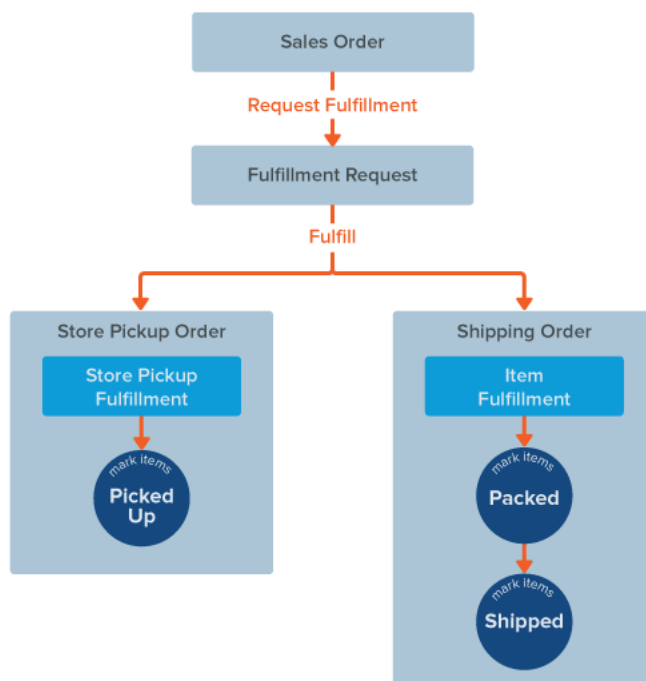 Sales Order
Request Fulfillment
Fulfillment Request
Fulfill
Store Pickup Order
Store Pickup
Fulfillment
mark items
Picked
Up
Shipping Order
Item
Fulfillment
mark items
Packed
mark items
Shipped